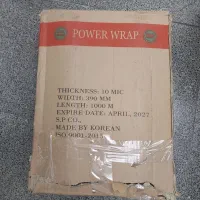 POWER WRAP
THICKNESS: 10 MIC
WIDTH: 390 MM
LENGTH: 1000 M
EXPIRE DATE: APRIL, 2022
S.P CO.,
MADE BY KOREAN
ISO 9001-2015